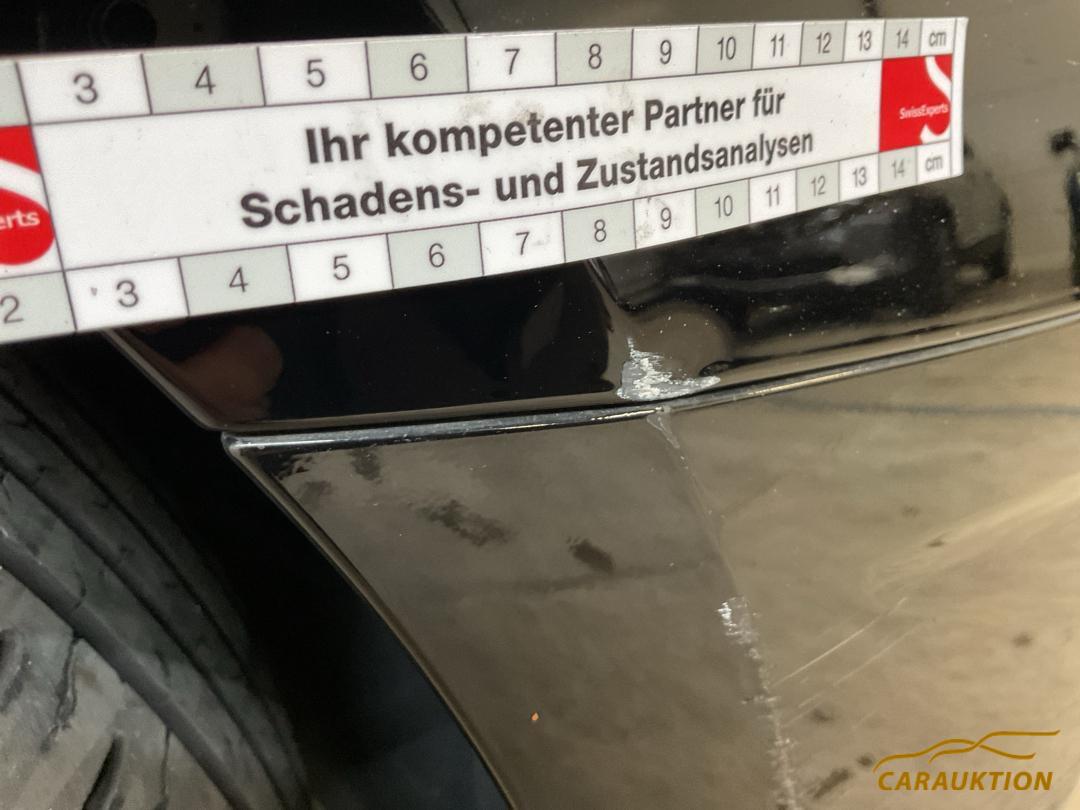 3 4 5 6 7 8 9 10 11 12 13 14 cm
Ihr kompetenter Partner für
Schadens- und Zustandsanalysen
SwissExperts
erts
2 3 4 5 6 7 8 9 10 11 12 13 14 cm
CARAUKTION